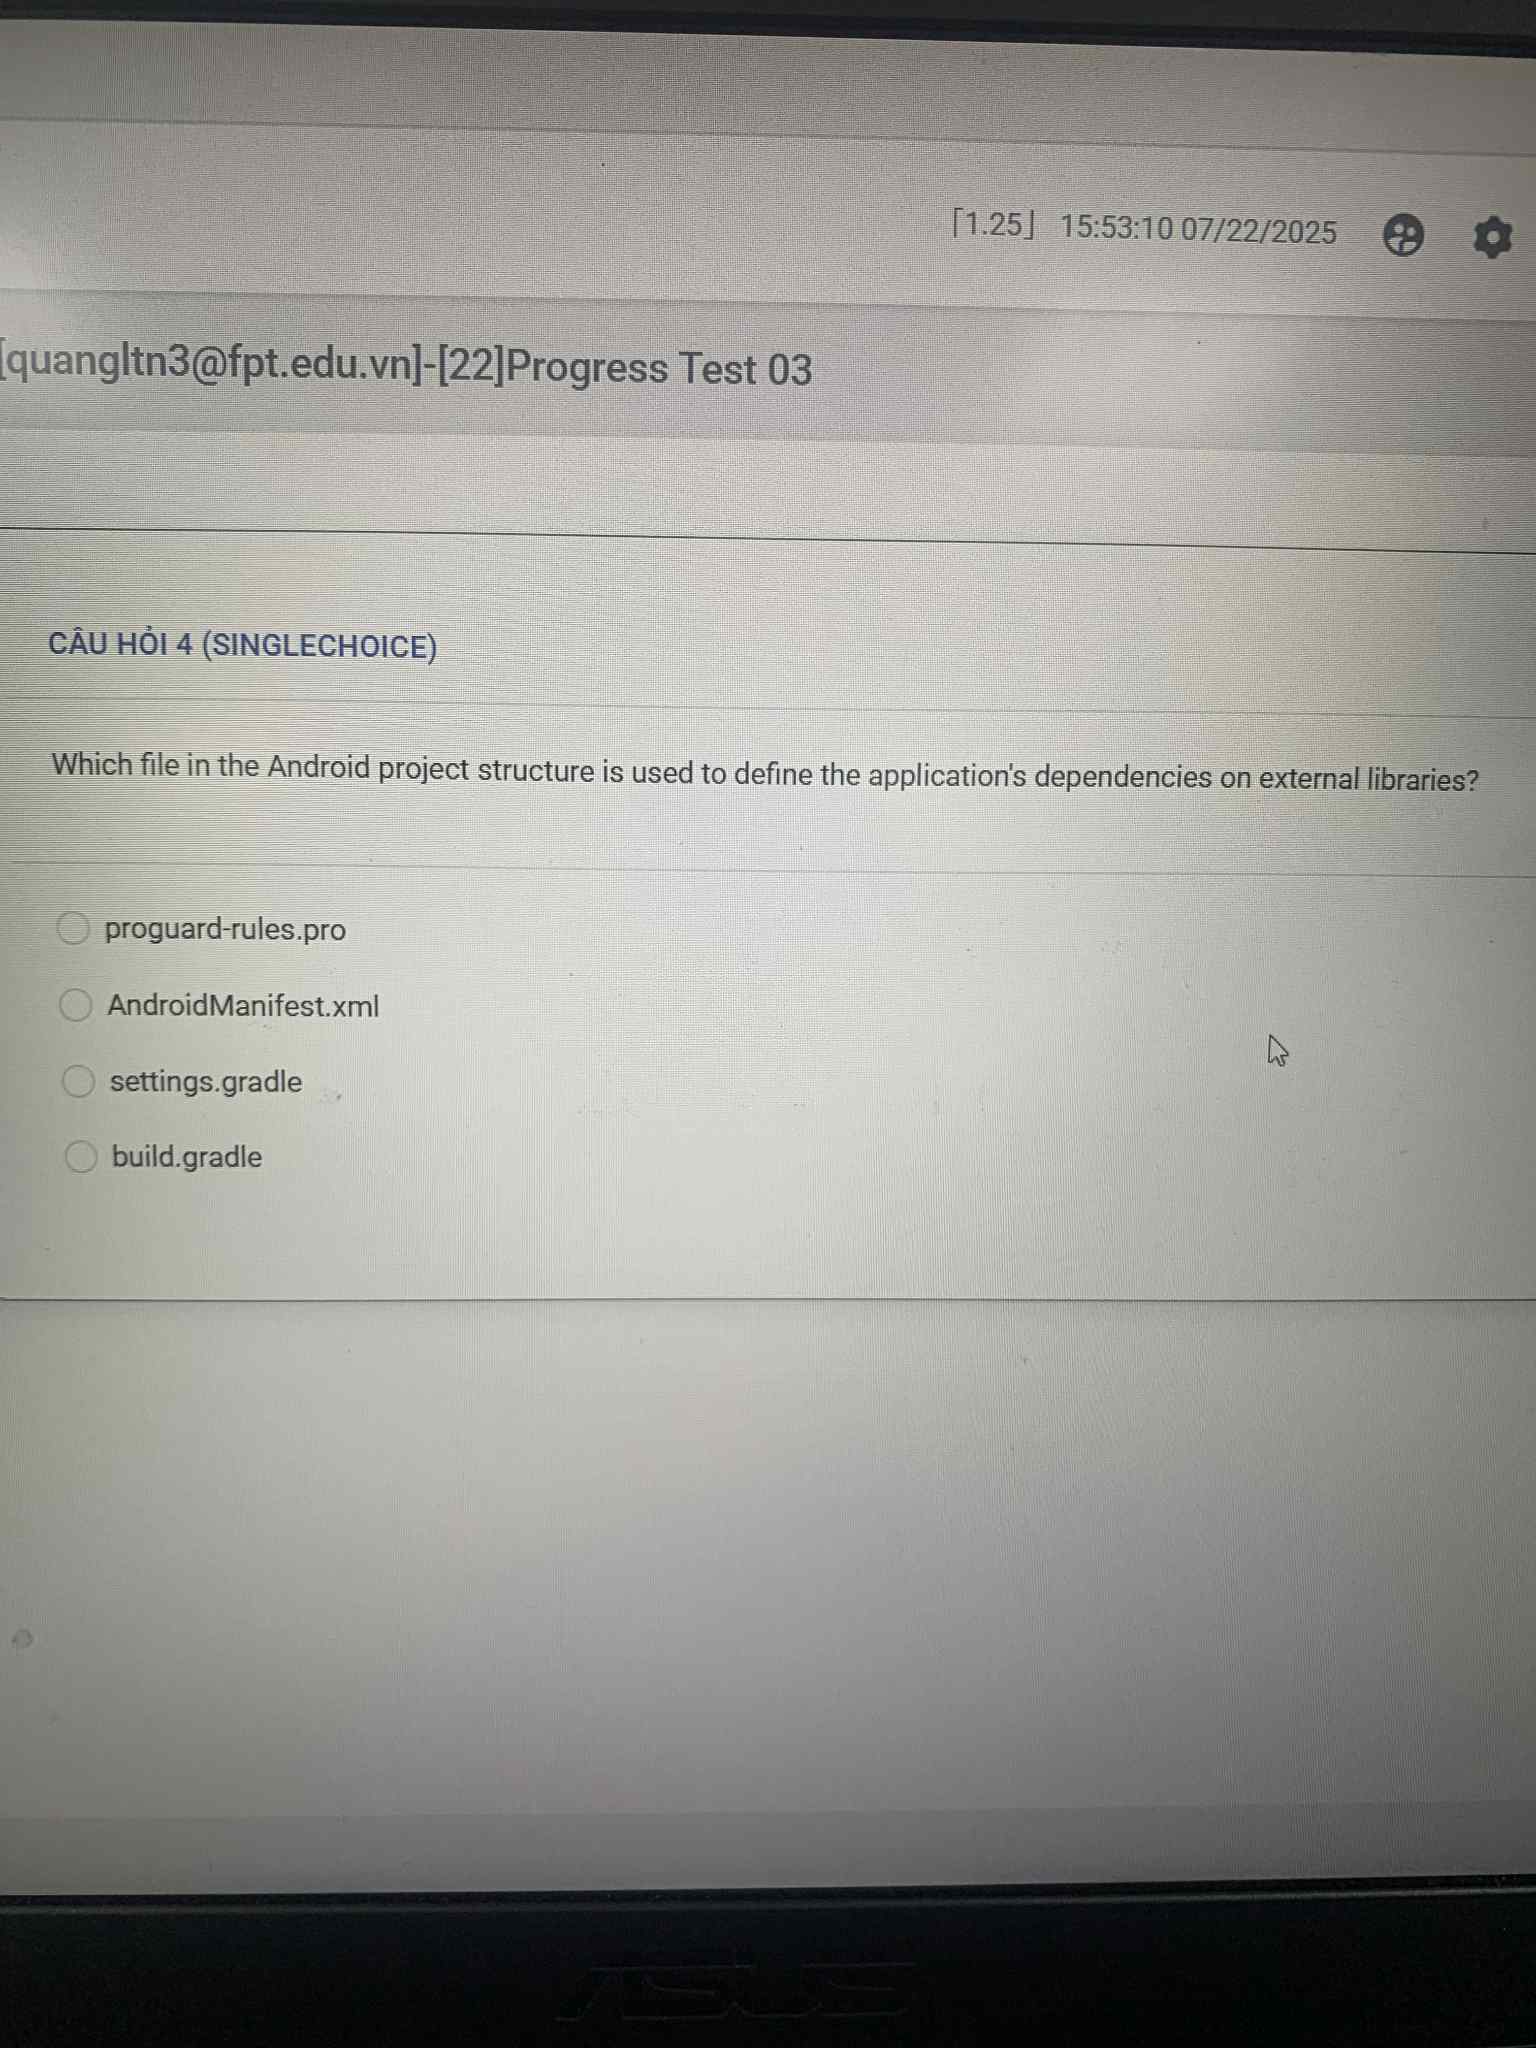 ⌈1.25⌋ 15:53:10 07/22/2025
[quangltn3@fpt.edu.vn]-[22]Progress Test 03
CÂU HỎI 4 (SINGLECHOICE)
Which file in the Android project structure is used to define the application's dependencies on external libraries?
proguard-rules.pro
AndroidManifest.xml
settings.gradle
build.gradle
ASUS